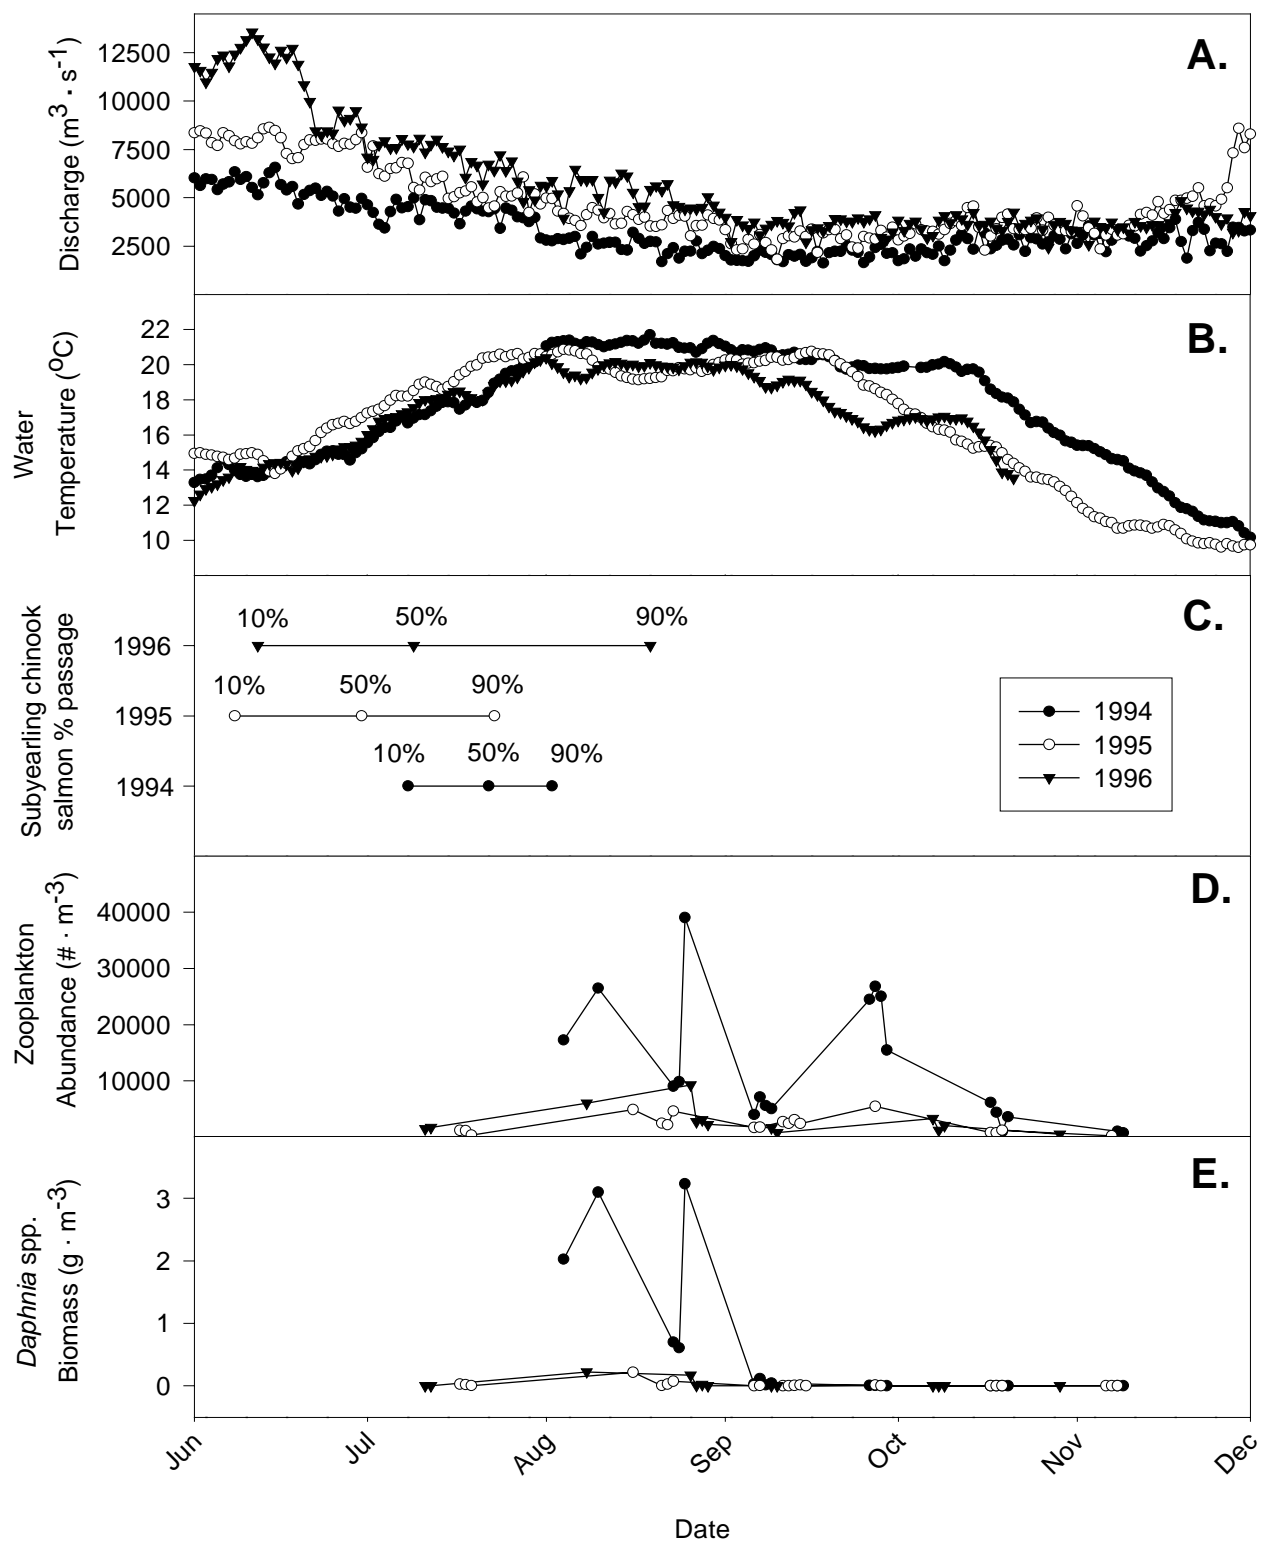 A.
Discharge (m3 · s-1)
12500
10000
7500
5000
2500
B.
Water
Temperature (oC)
22
20
18
16
14
12
10
C.
Subyearling chinook
salmon % passage
1996
1995
1994
10% 50% 90%
10% 50% 90%
10% 50% 90%
1994
1995
1996
D.
Zooplankton
Abundance (# · m-3)
40000
30000
20000
10000
E.
Daphnia spp.
Biomass (g · m-3)
3
2
1
0
Jun Jul Aug Sep Oct Nov Dec
Date